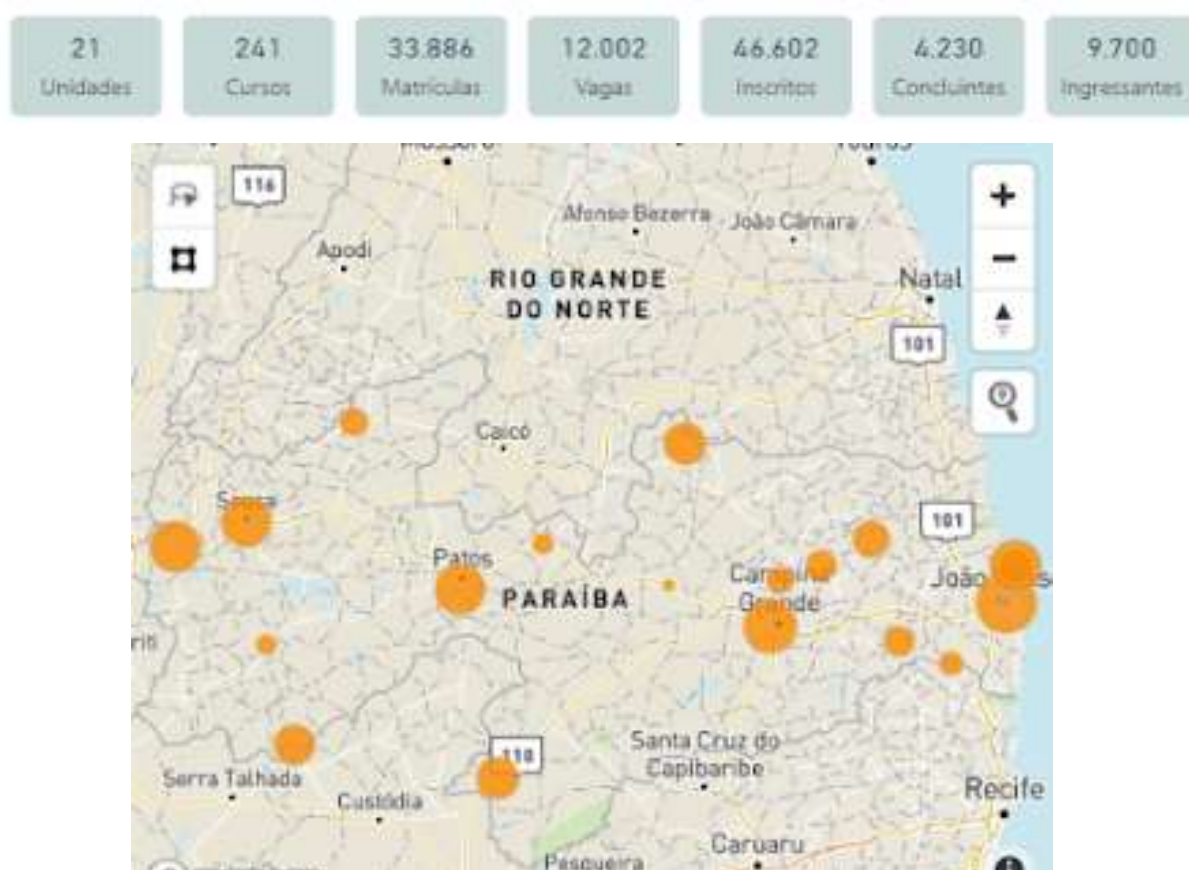 21
Unidades
241
Cursos
33.886
Matrículas
12.002
Vagas
46.602
Inscritos
4.230
Concluintes
9.700
Ingressantes
116
Afonso Bezerra
João Câmara
Apodi
RIO GRANDE
DO NORTE
Natal
101
Caicó
101
Patos
João
PARAÍBA
Grande
Santa Cruz do
Capibaribe
Serra Talhada
Custódia
Recife
Caruaru
Pesqueira